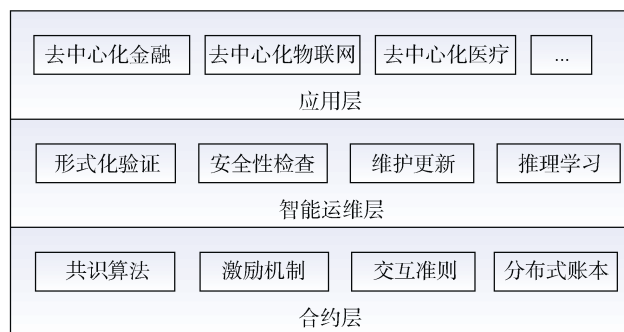 去中心化金融 去中心化物联网 去中心化医疗 ...
应用层
形式化验证 安全性检查 维护更新 推理学习
智能运维层
共识算法 激励机制 交互准则 分布式账本
合约层